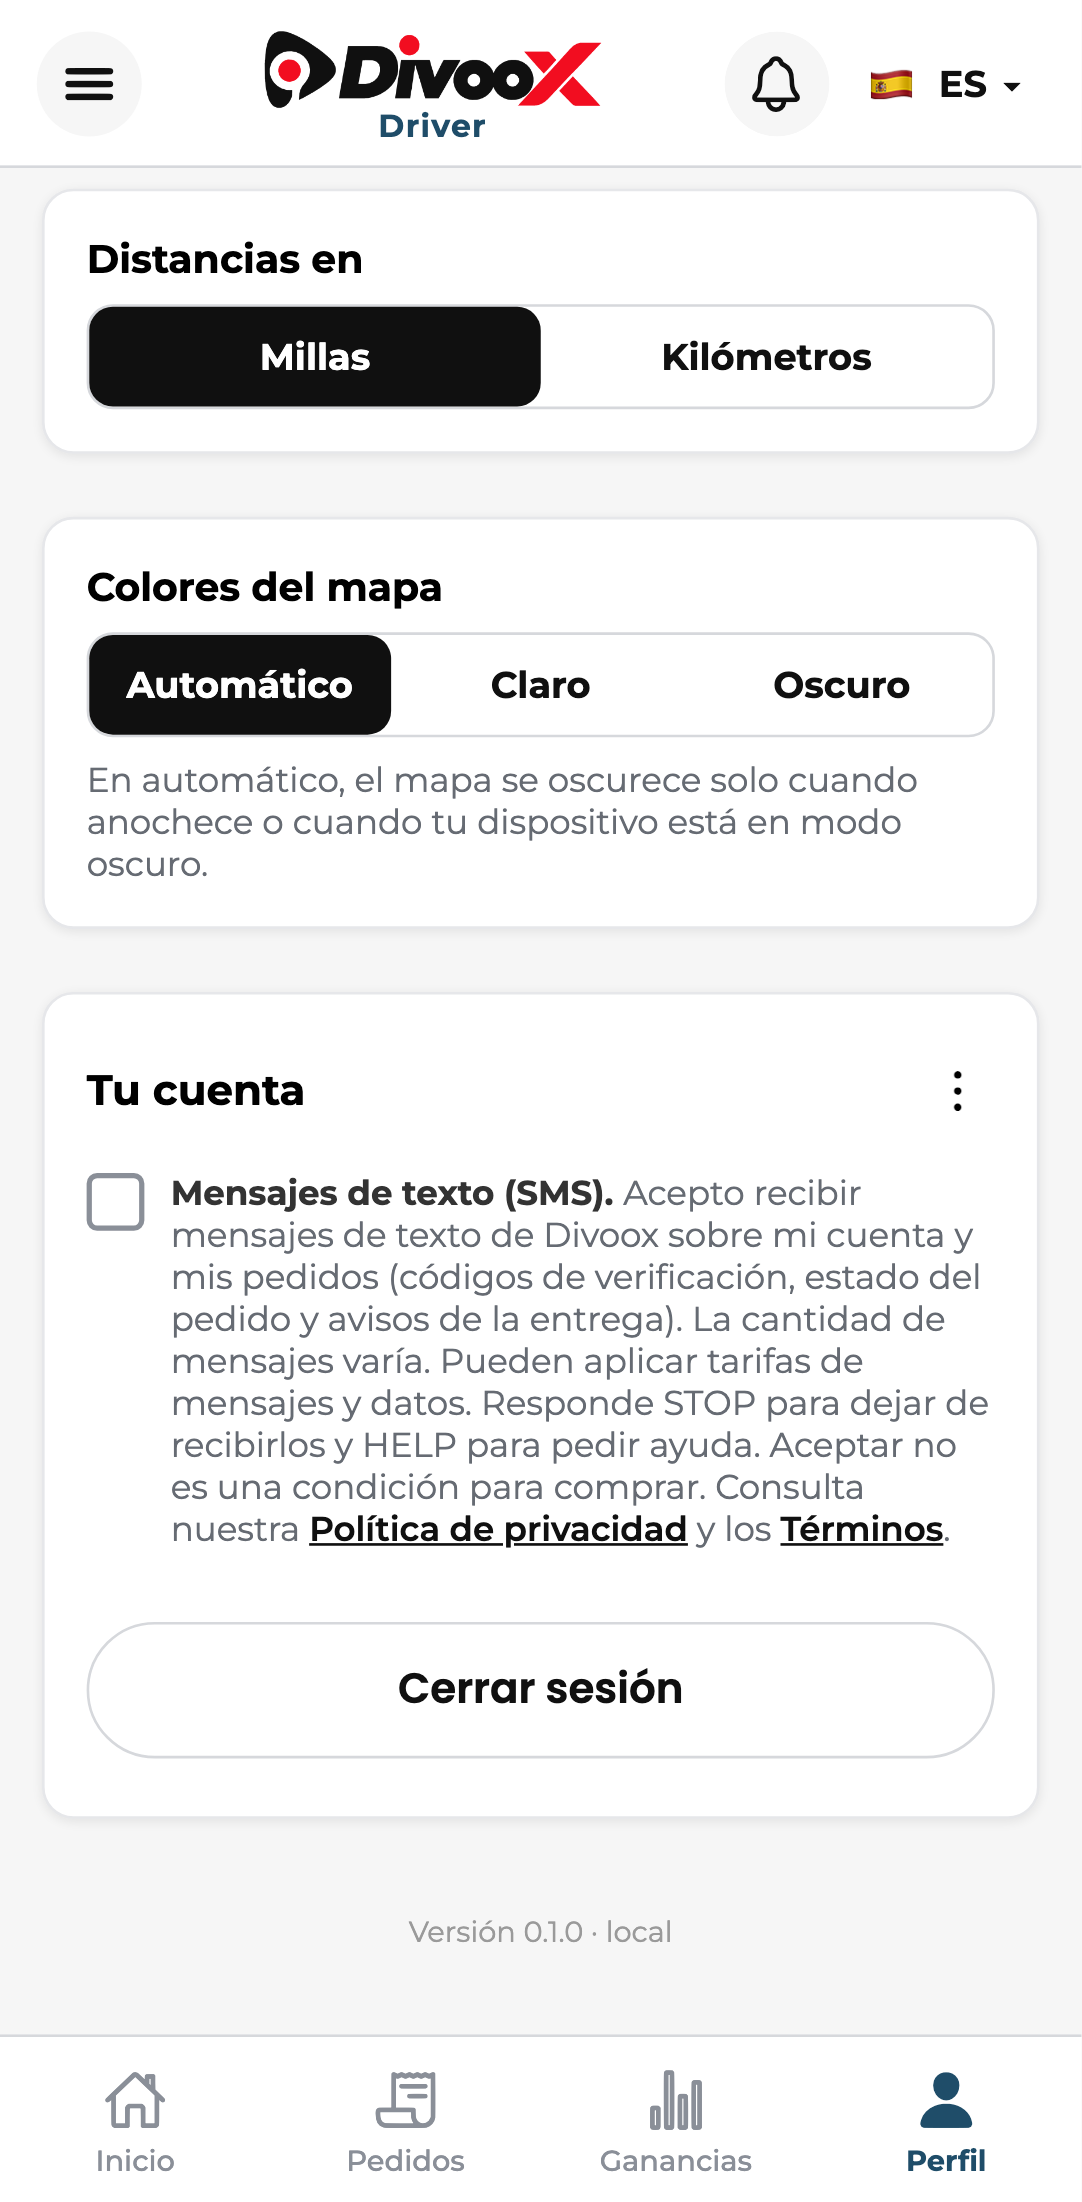 DivooX
Driver
ES
Distancias en
Millas
Kilómetros
Colores del mapa
Automático
Claro
Oscuro
En automático, el mapa se oscurece solo cuando
anochece o cuando tu dispositivo está en modo
oscuro.
Tu cuenta
Mensajes de texto (SMS). Acepto recibir
mensajes de texto de Divoox sobre mi cuenta y
mis pedidos (códigos de verificación, estado del
pedido y avisos de la entrega). La cantidad de
mensajes varía. Pueden aplicar tarifas de
mensajes y datos. Responde STOP para dejar de
recibirlos y HELP para pedir ayuda. Aceptar no
es una condición para comprar. Consulta
nuestra Política de privacidad y los Términos.
Cerrar sesión
Versión 0.1.0 · local
Inicio
Pedidos
Ganancias
Perfil